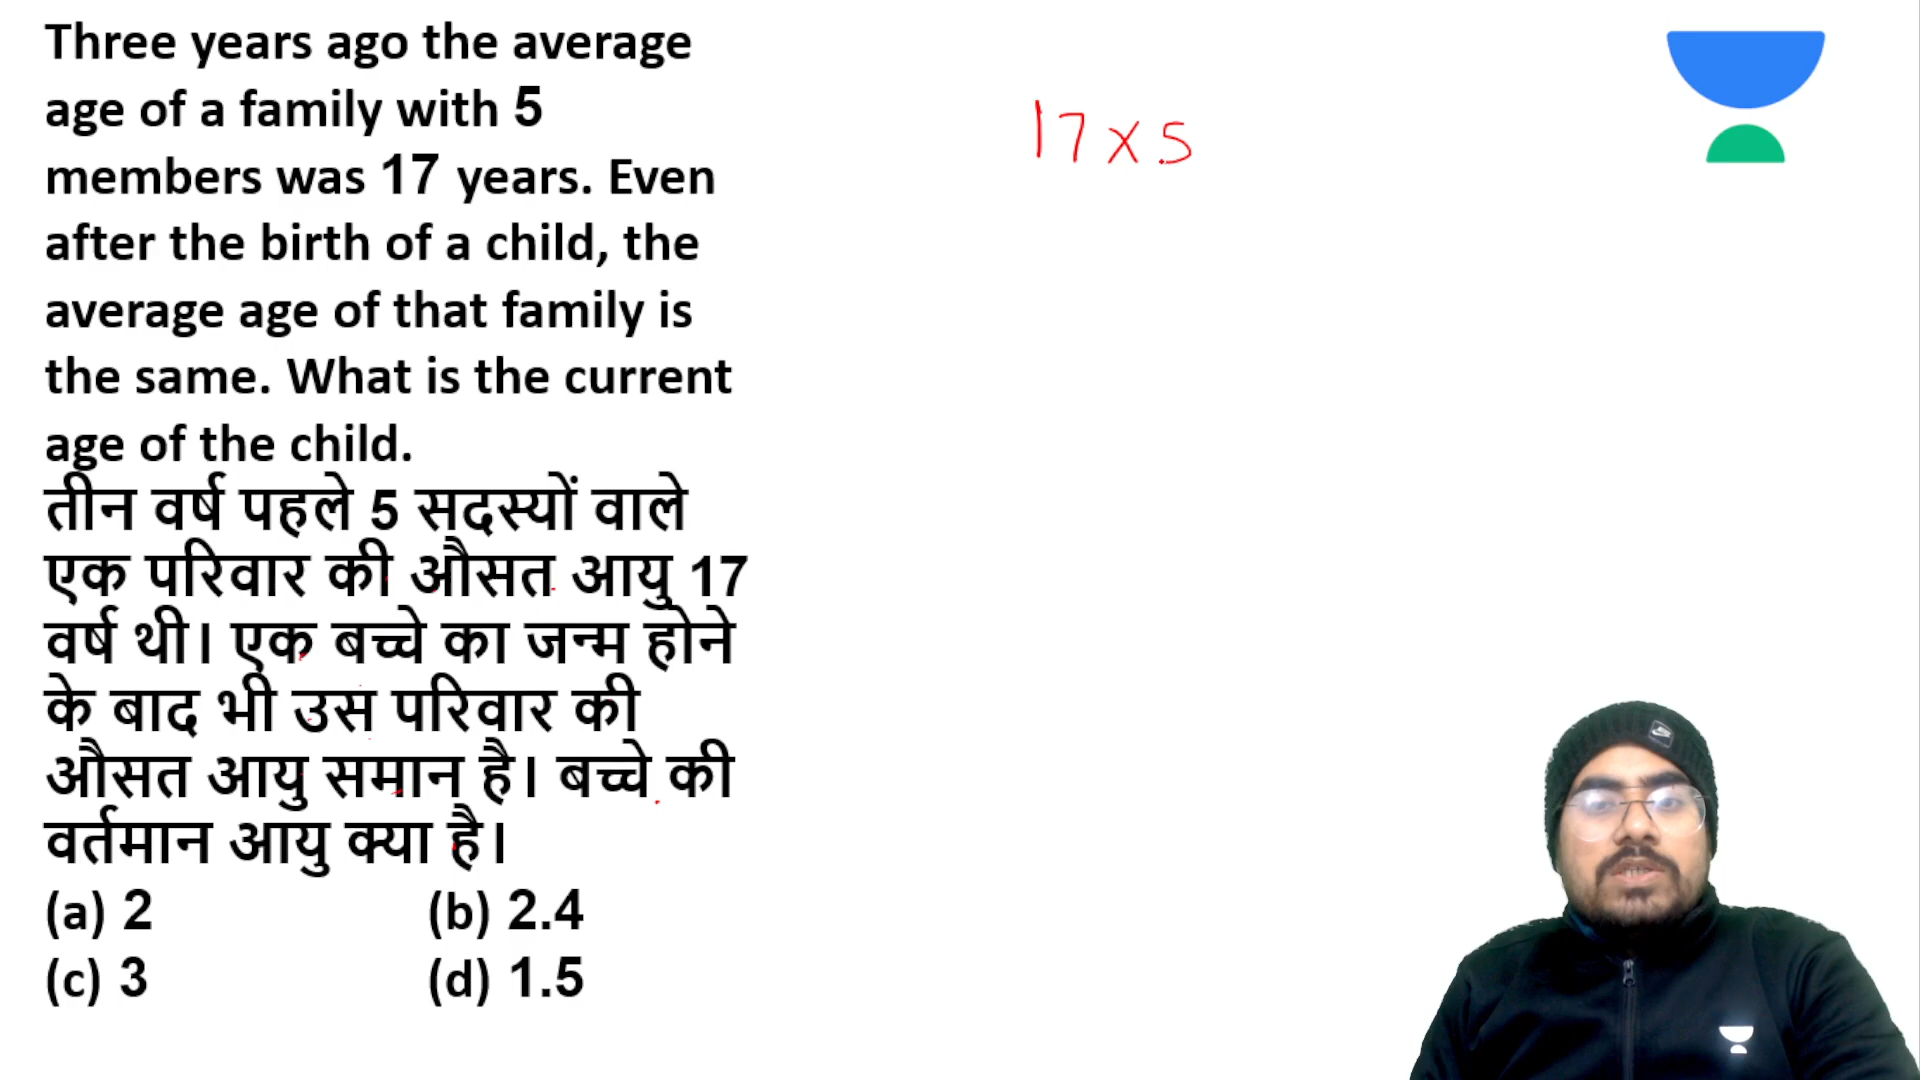 Three years ago the average
age of a family with 5
members was 17 years. Even
after the birth of a child, the
average age of that family is
the same. What is the current
age of the child.
तीन वर्ष पहले 5 सदस्यों वाले
एक परिवार की औसत आयु 17
वर्ष थी। एक बच्चे का जन्म होने
के बाद भी उस परिवार की
औसत आयु समान है। बच्चे की
वर्तमान आयु क्या है।
(a) 2 (b) 2.4
(c) 3 (d) 1.5
17 x 5